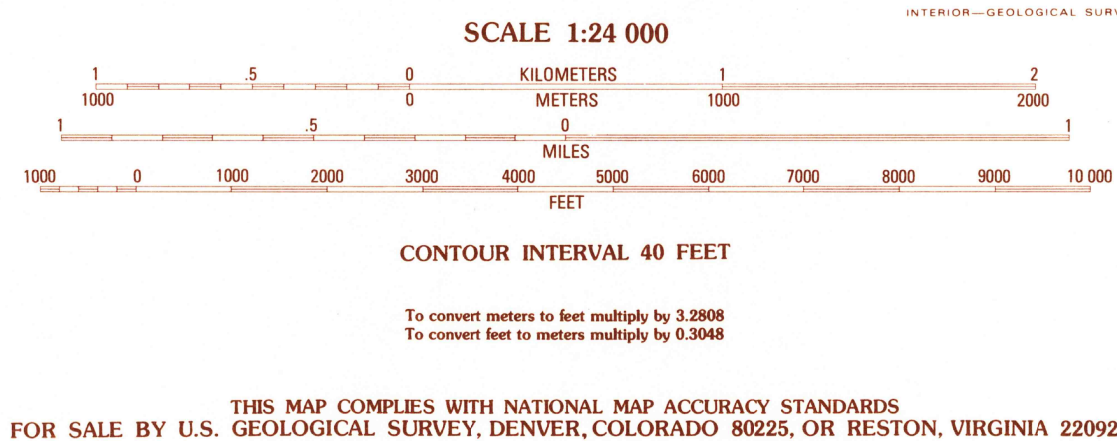 INTERIOR—GEOLOGICAL
SCALE 1:24 000
1 .5 0 KILOMETERS 1 2
1000 0 METERS 1000 2000
1 .5 0 1
MILES
1000 0 1000 2000 3000 4000 5000 6000 7000 8000 9000 10 000
FEET
CONTOUR INTERVAL 40 FEET
To convert meters to feet multiply by 3.2808
To convert feet to meters multiply by 0.3048
THIS MAP COMPLIES WITH NATIONAL MAP ACCURACY STANDARDS
FOR SALE BY U.S. GEOLOGICAL SURVEY, DENVER, COLORADO 80225, OR RESTON, VIRGINIA 22092